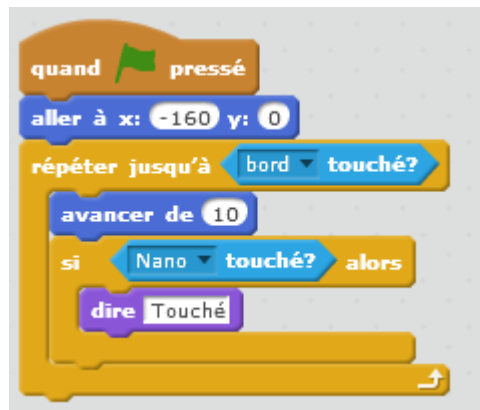 quand pressé
aller à x: -160 y: 0
répéter jusqu'à bord touché?
avancer de 10
si Nano touché? alors
dire Touché